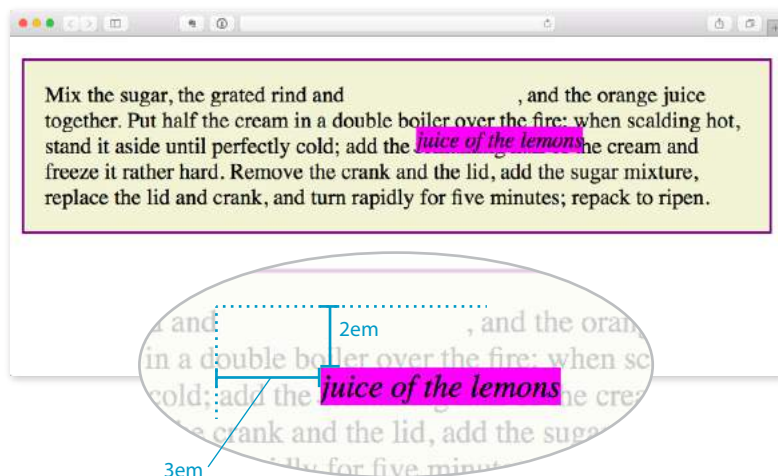 Mix the sugar, the grated rind and , and the orange juice
together. Put half the cream in a double boiler over the fire; when scalding hot,
stand it aside until perfectly cold; add the juice of the lemons he cream and
freeze it rather hard. Remove the crank and the lid, add the sugar mixture,
replace the lid and crank, and turn rapidly for five minutes; repack to ripen.
and 2em , and the oran
in a double boiler over the fire; when sc
cold; add the juice of the lemons he crea
crank and the lid, add the suga
for five minut
3em